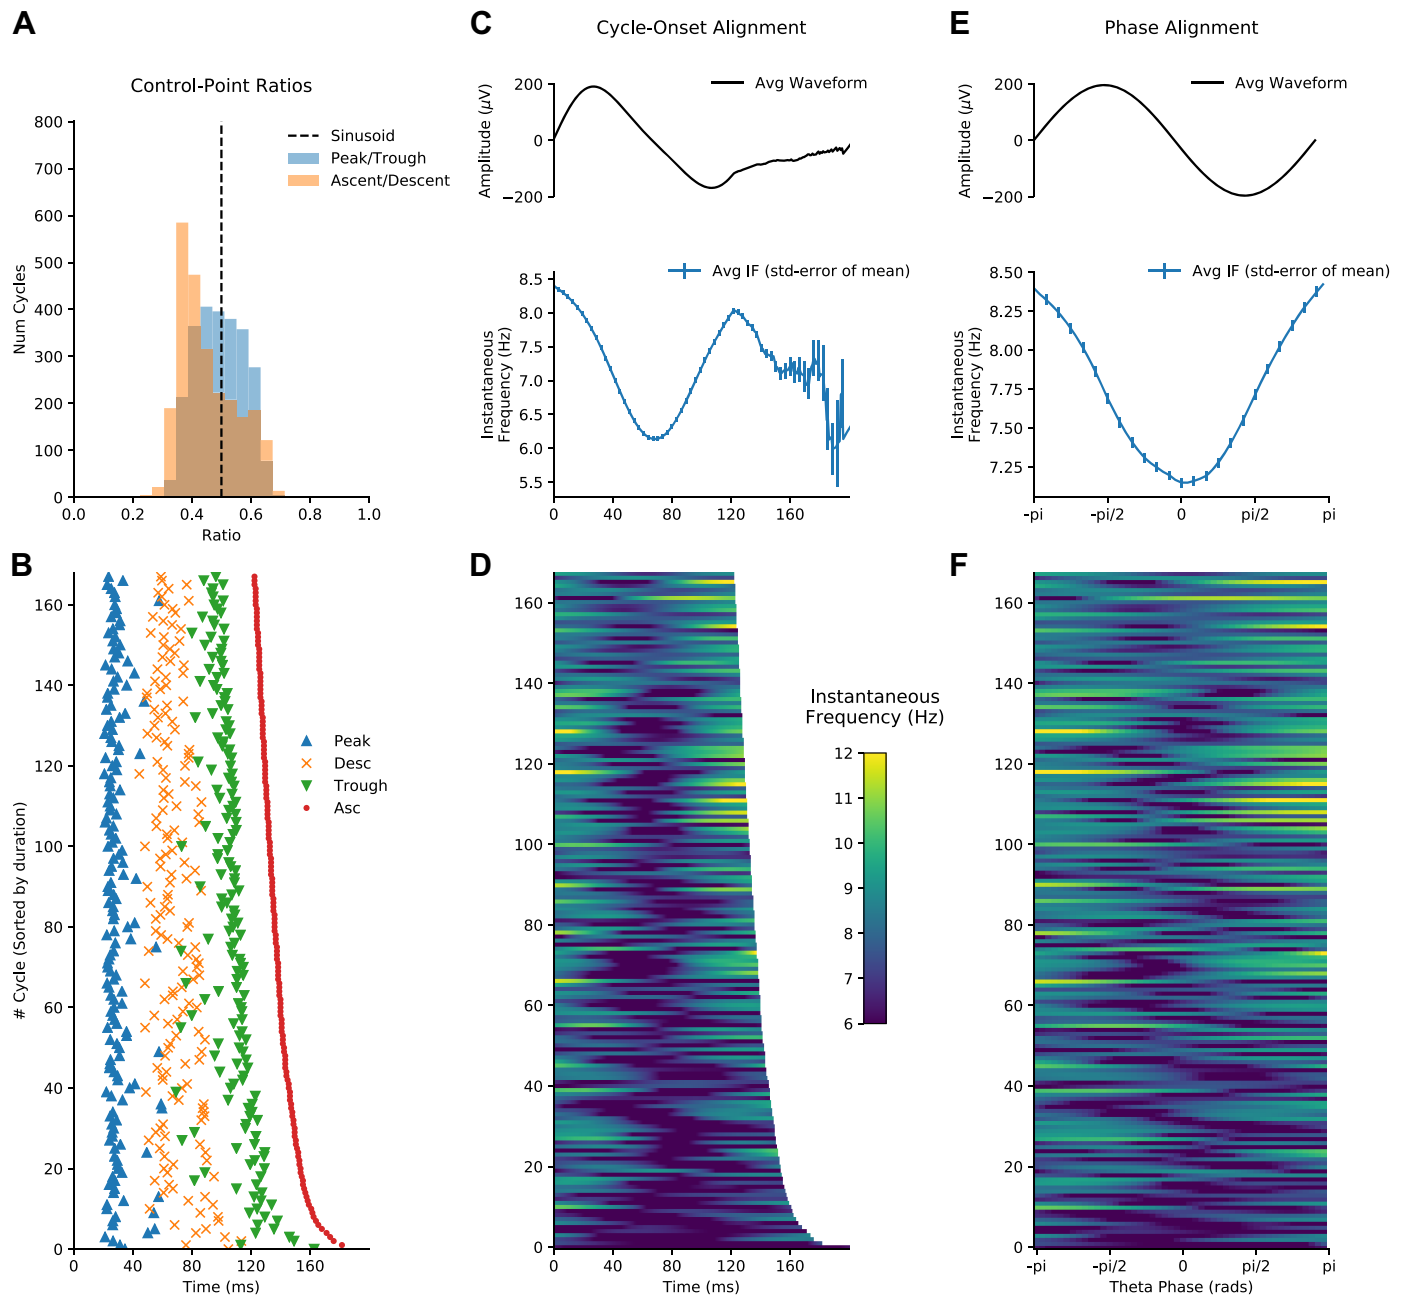 A
Control-Point Ratios
Num Cycles
800
700
600
500
400
300
200
100
0
Sinusoid
Peak/Trough
Ascent/Descent
0.0 0.2 0.4 0.6 0.8 1.0
Ratio
B
# Cycle (Sorted by duration)
160
140
120
100
80
60
40
20
0
Peak
Desc
Trough
Asc
0 40 80 120 160
Time (ms)
C
Cycle-Onset Alignment
Amplitude (μV)
200
0
−200
Avg Waveform
Instantaneous
Frequency (Hz)
8.5
8.0
7.5
7.0
6.5
6.0
5.5
Avg IF (std-error of mean)
0 40 80 120 160
D
160
140
120
100
80
60
40
20
0
0 40 80 120 160
Time (ms)
Instantaneous
Frequency (Hz)
12
11
10
9
8
7
6
E
Phase Alignment
Amplitude (μV)
200
0
−200
Avg Waveform
Instantaneous
Frequency (Hz)
8.50
8.25
8.00
7.75
7.50
7.25
Avg IF (std-error of mean)
-pi -pi/2 0 pi/2 pi
F
160
140
120
100
80
60
40
20
0
-pi -pi/2 0 pi/2 pi
Theta Phase (rads)